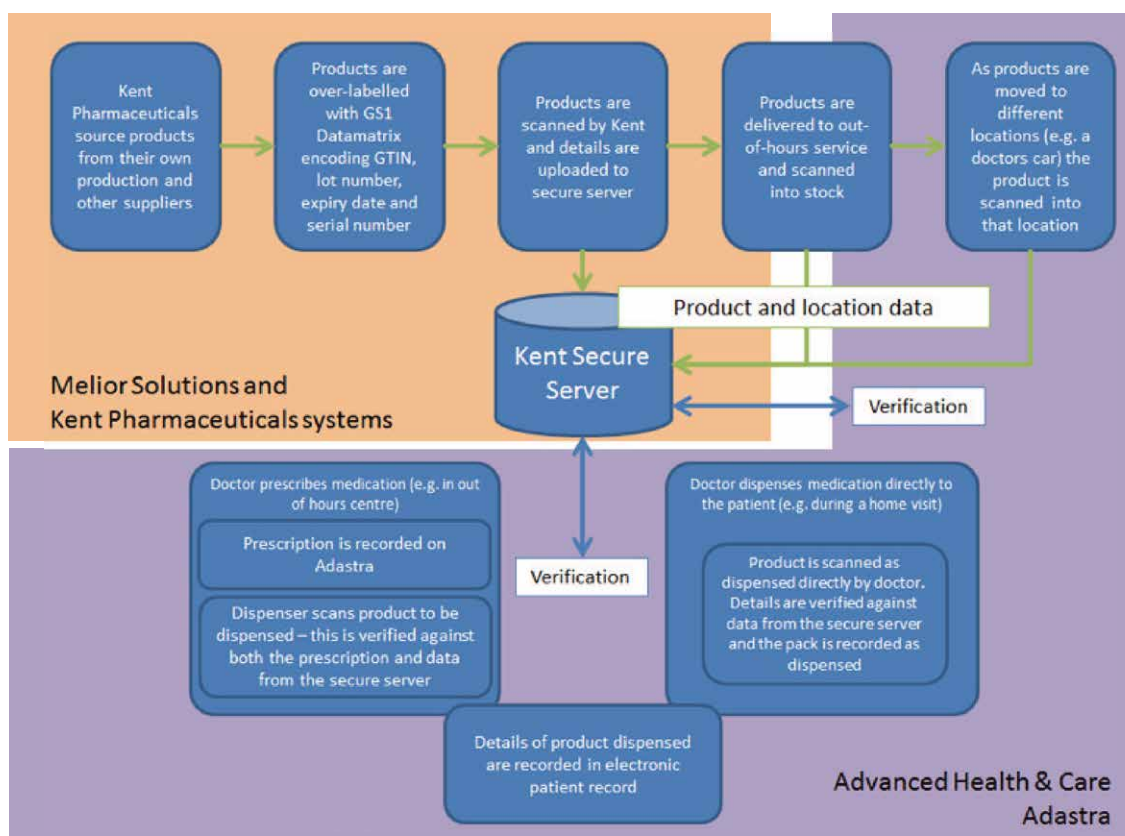 Kent
Pharmaceuticals
source products
from their own
production and
other suppliers
Products are
over-labelled
with GS1
Datamatrix
encoding GTIN,
lot number,
expiry date and
serial number
Products are
scanned by Kent
and details are
uploaded to
secure server
Products are
delivered to out-
of-hours service
and scanned
into stock
As products are
moved to
different
locations (e.g. a
doctors car) the
product is
scanned into
that location
Product and location data
Kent Secure
Server
Melior Solutions and
Kent Pharmaceuticals systems
Verification
Doctor prescribes medication (e.g. in out
of hours centre)
Prescription is recorded on
Adastra
Dispenser scans product to be
dispensed – this is verified against
both the prescription and data
from the secure server
Verification
Doctor dispenses medication directly to
the patient (e.g. during a home visit)
Product is scanned as
dispensed directly by doctor.
Details are verified against
data from the secure server
and the pack is recorded as
dispensed
Details of product dispensed
are recorded in electronic
patient record
Advanced Health & Care
Adastra